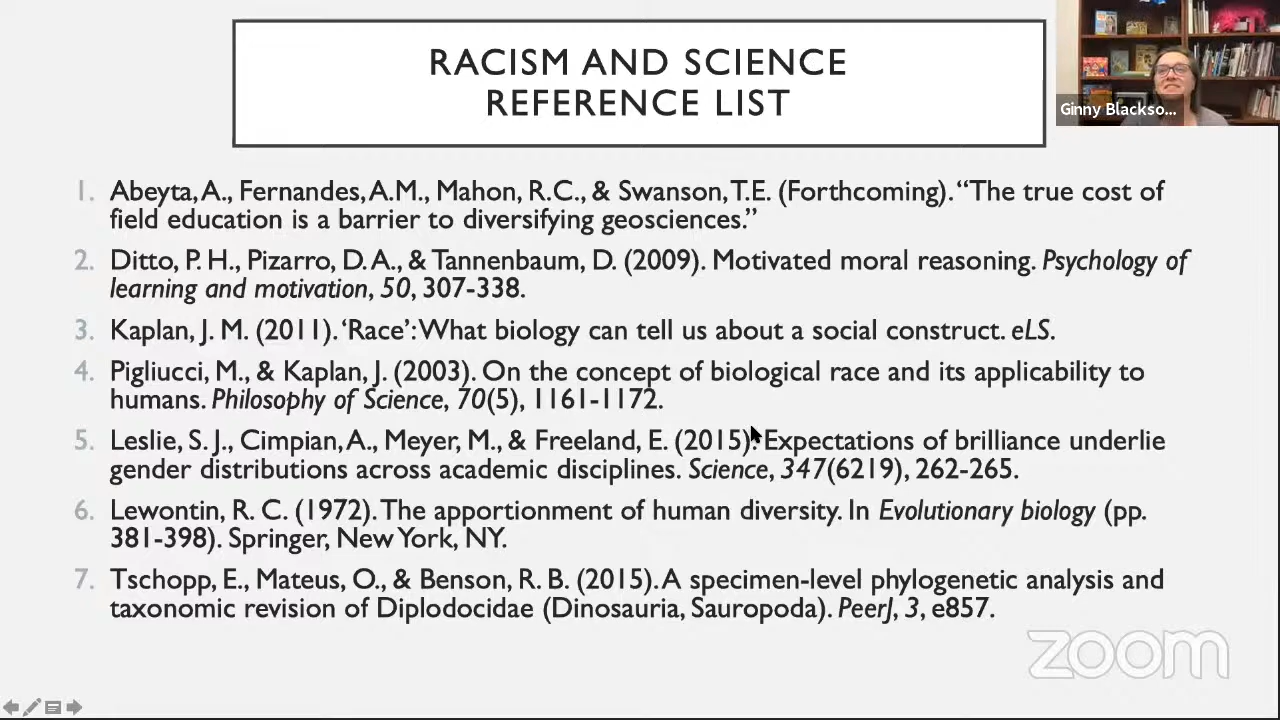 RACISM AND SCIENCE
REFERENCE LIST
Ginny Blackso...
1. Abeyta, A., Fernandes, A.M., Mahon, R.C., & Swanson, T.E. (Forthcoming). “The true cost of
field education is a barrier to diversifying geosciences.”
2. Ditto, P. H., Pizarro, D. A., & Tannenbaum, D. (2009). Motivated moral reasoning. Psychology of
learning and motivation, 50, 307-338.
3. Kaplan, J. M. (2011). ‘Race’: What biology can tell us about a social construct. eLS.
4. Pigliucci, M., & Kaplan, J. (2003). On the concept of biological race and its applicability to
humans. Philosophy of Science, 70(5), 1161-1172.
5. Leslie, S. J., Cimpian, A., Meyer, M., & Freeland, E. (2015). Expectations of brilliance underlie
gender distributions across academic disciplines. Science, 347(6219), 262-265.
6. Lewontin, R. C. (1972). The apportionment of human diversity. In Evolutionary biology (pp.
381-398). Springer, New York, NY.
7. Tschopp, E., Mateus, O., & Benson, R. B. (2015). A specimen-level phylogenetic analysis and
taxonomic revision of Diplodocidae (Dinosauria, Sauropoda). PeerJ, 3, e857.
zoom